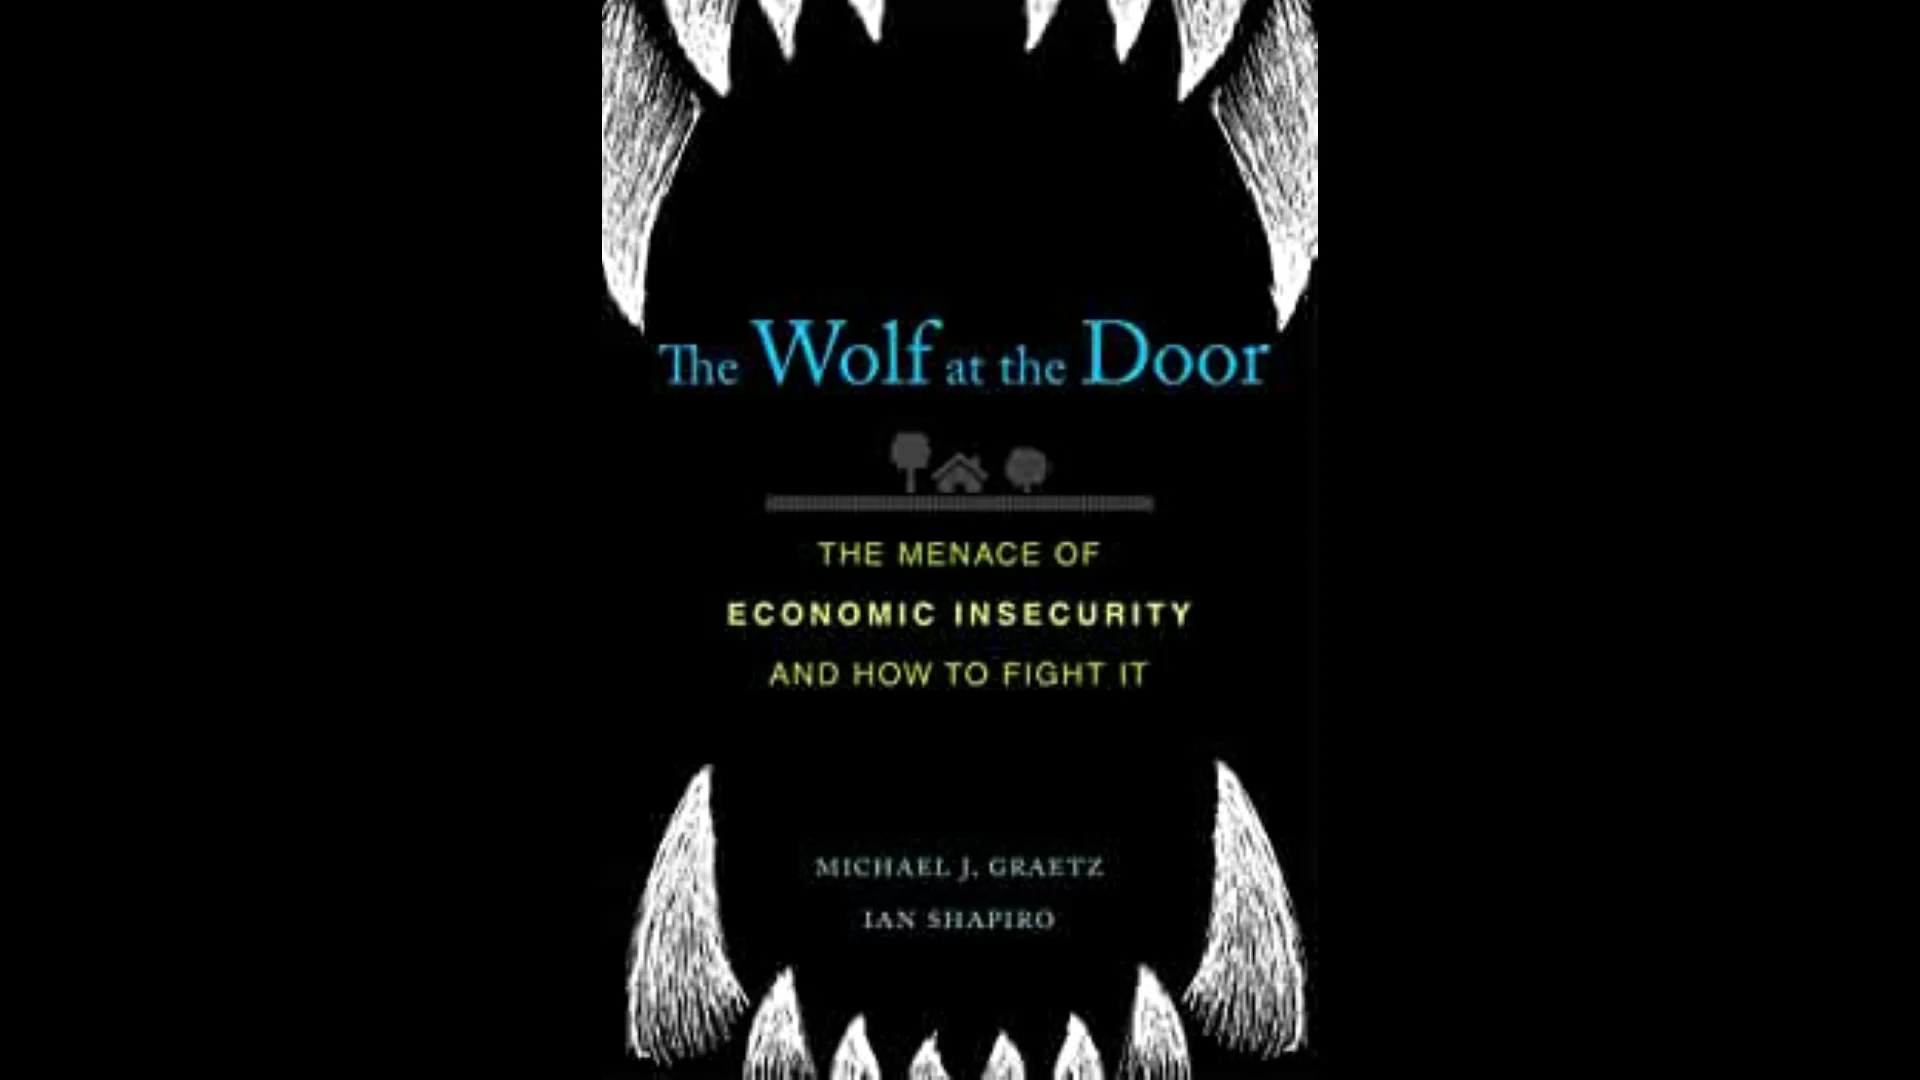 The Wolf at the Door
THE MENACE OF
ECONOMIC INSECURITY
AND HOW TO FIGHT IT
MICHAEL J. GRAETZ
IAN SHAPIRO